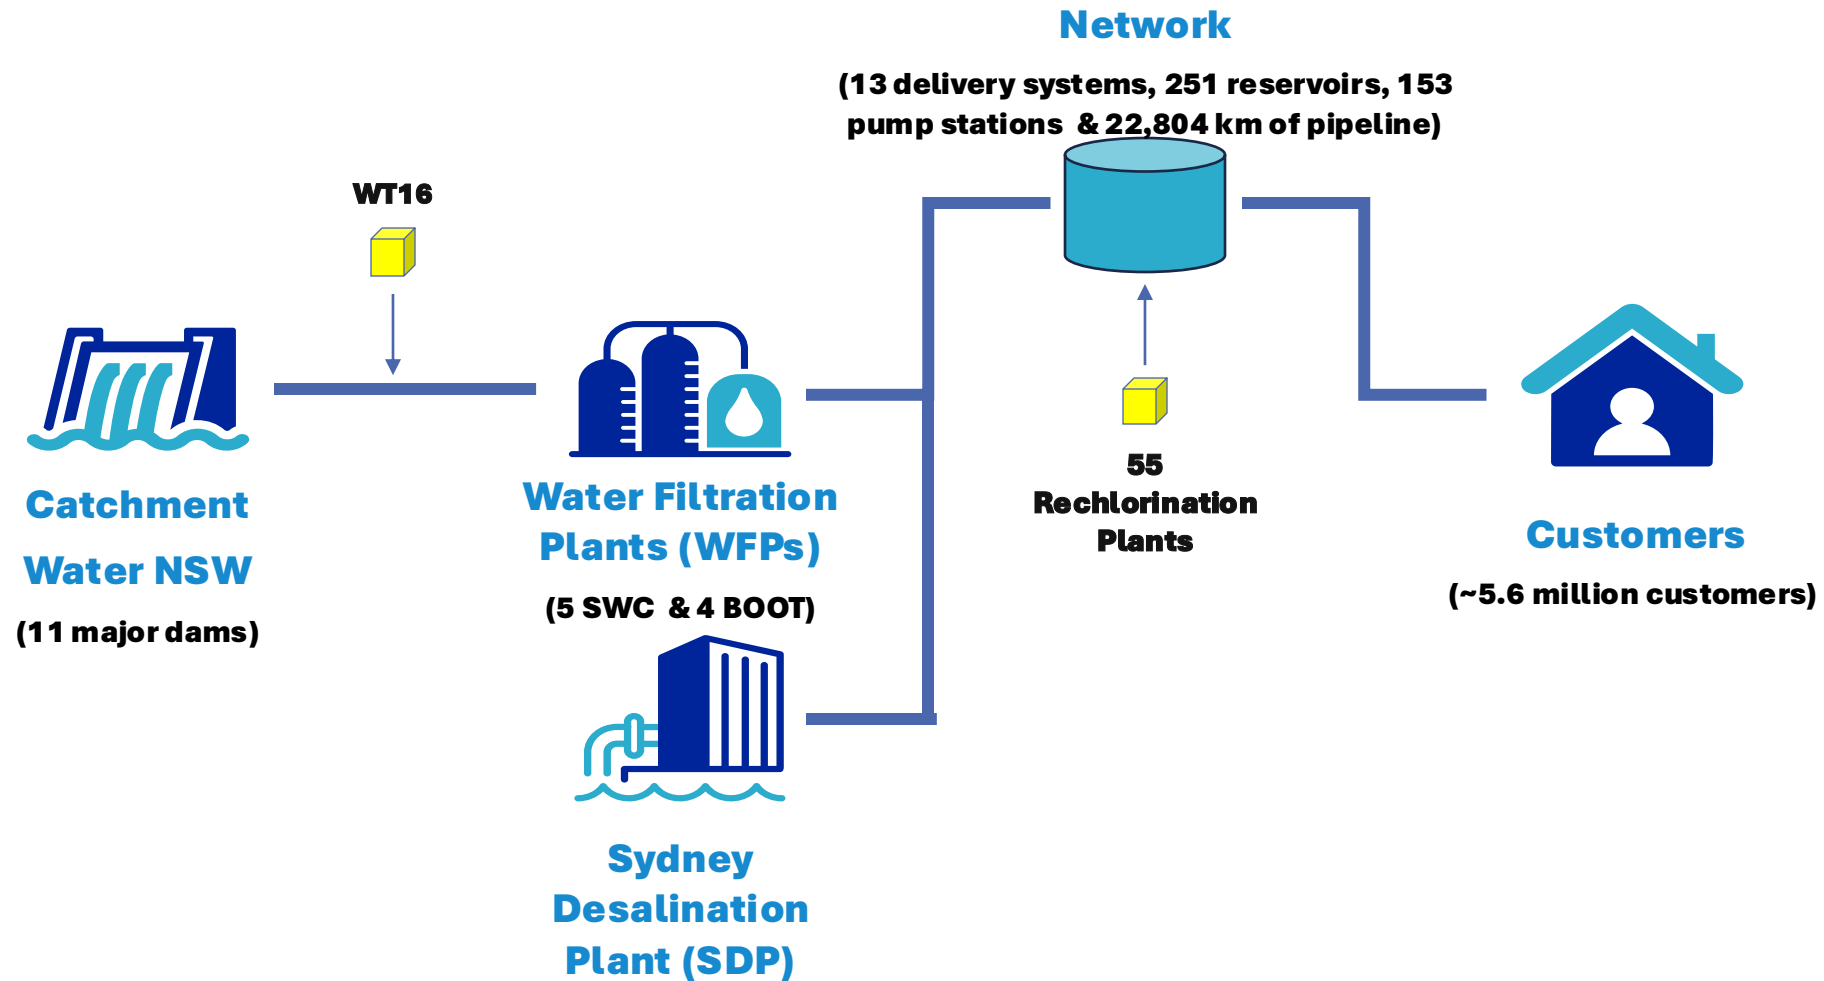 Network
(13 delivery systems, 251 reservoirs, 153
pump stations & 22,804 km of pipeline)
WT16
Catchment
Water NSW
(11 major dams)
Water Filtration
Plants (WFPs)
(5 SWC & 4 BOOT)
Sydney
Desalination
Plant (SDP)
55
Rechlorination
Plants
Customers
(~5.6 million customers)